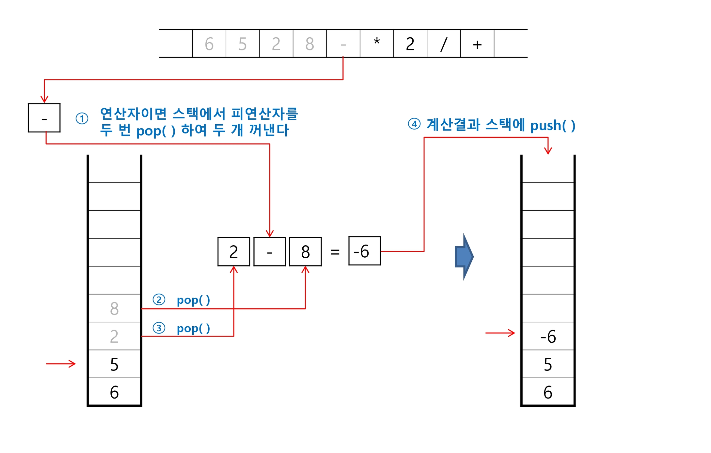 6 5 2 8 - * 2 / +
- ① 연산자이면 스택에서 피연산자를
두 번 pop( ) 하여 두 개 꺼낸다
④ 계산결과 스택에 push( )
2 - 8 = -6
8 ② pop( )
2 ③ pop( )
5
6
-6
5
6